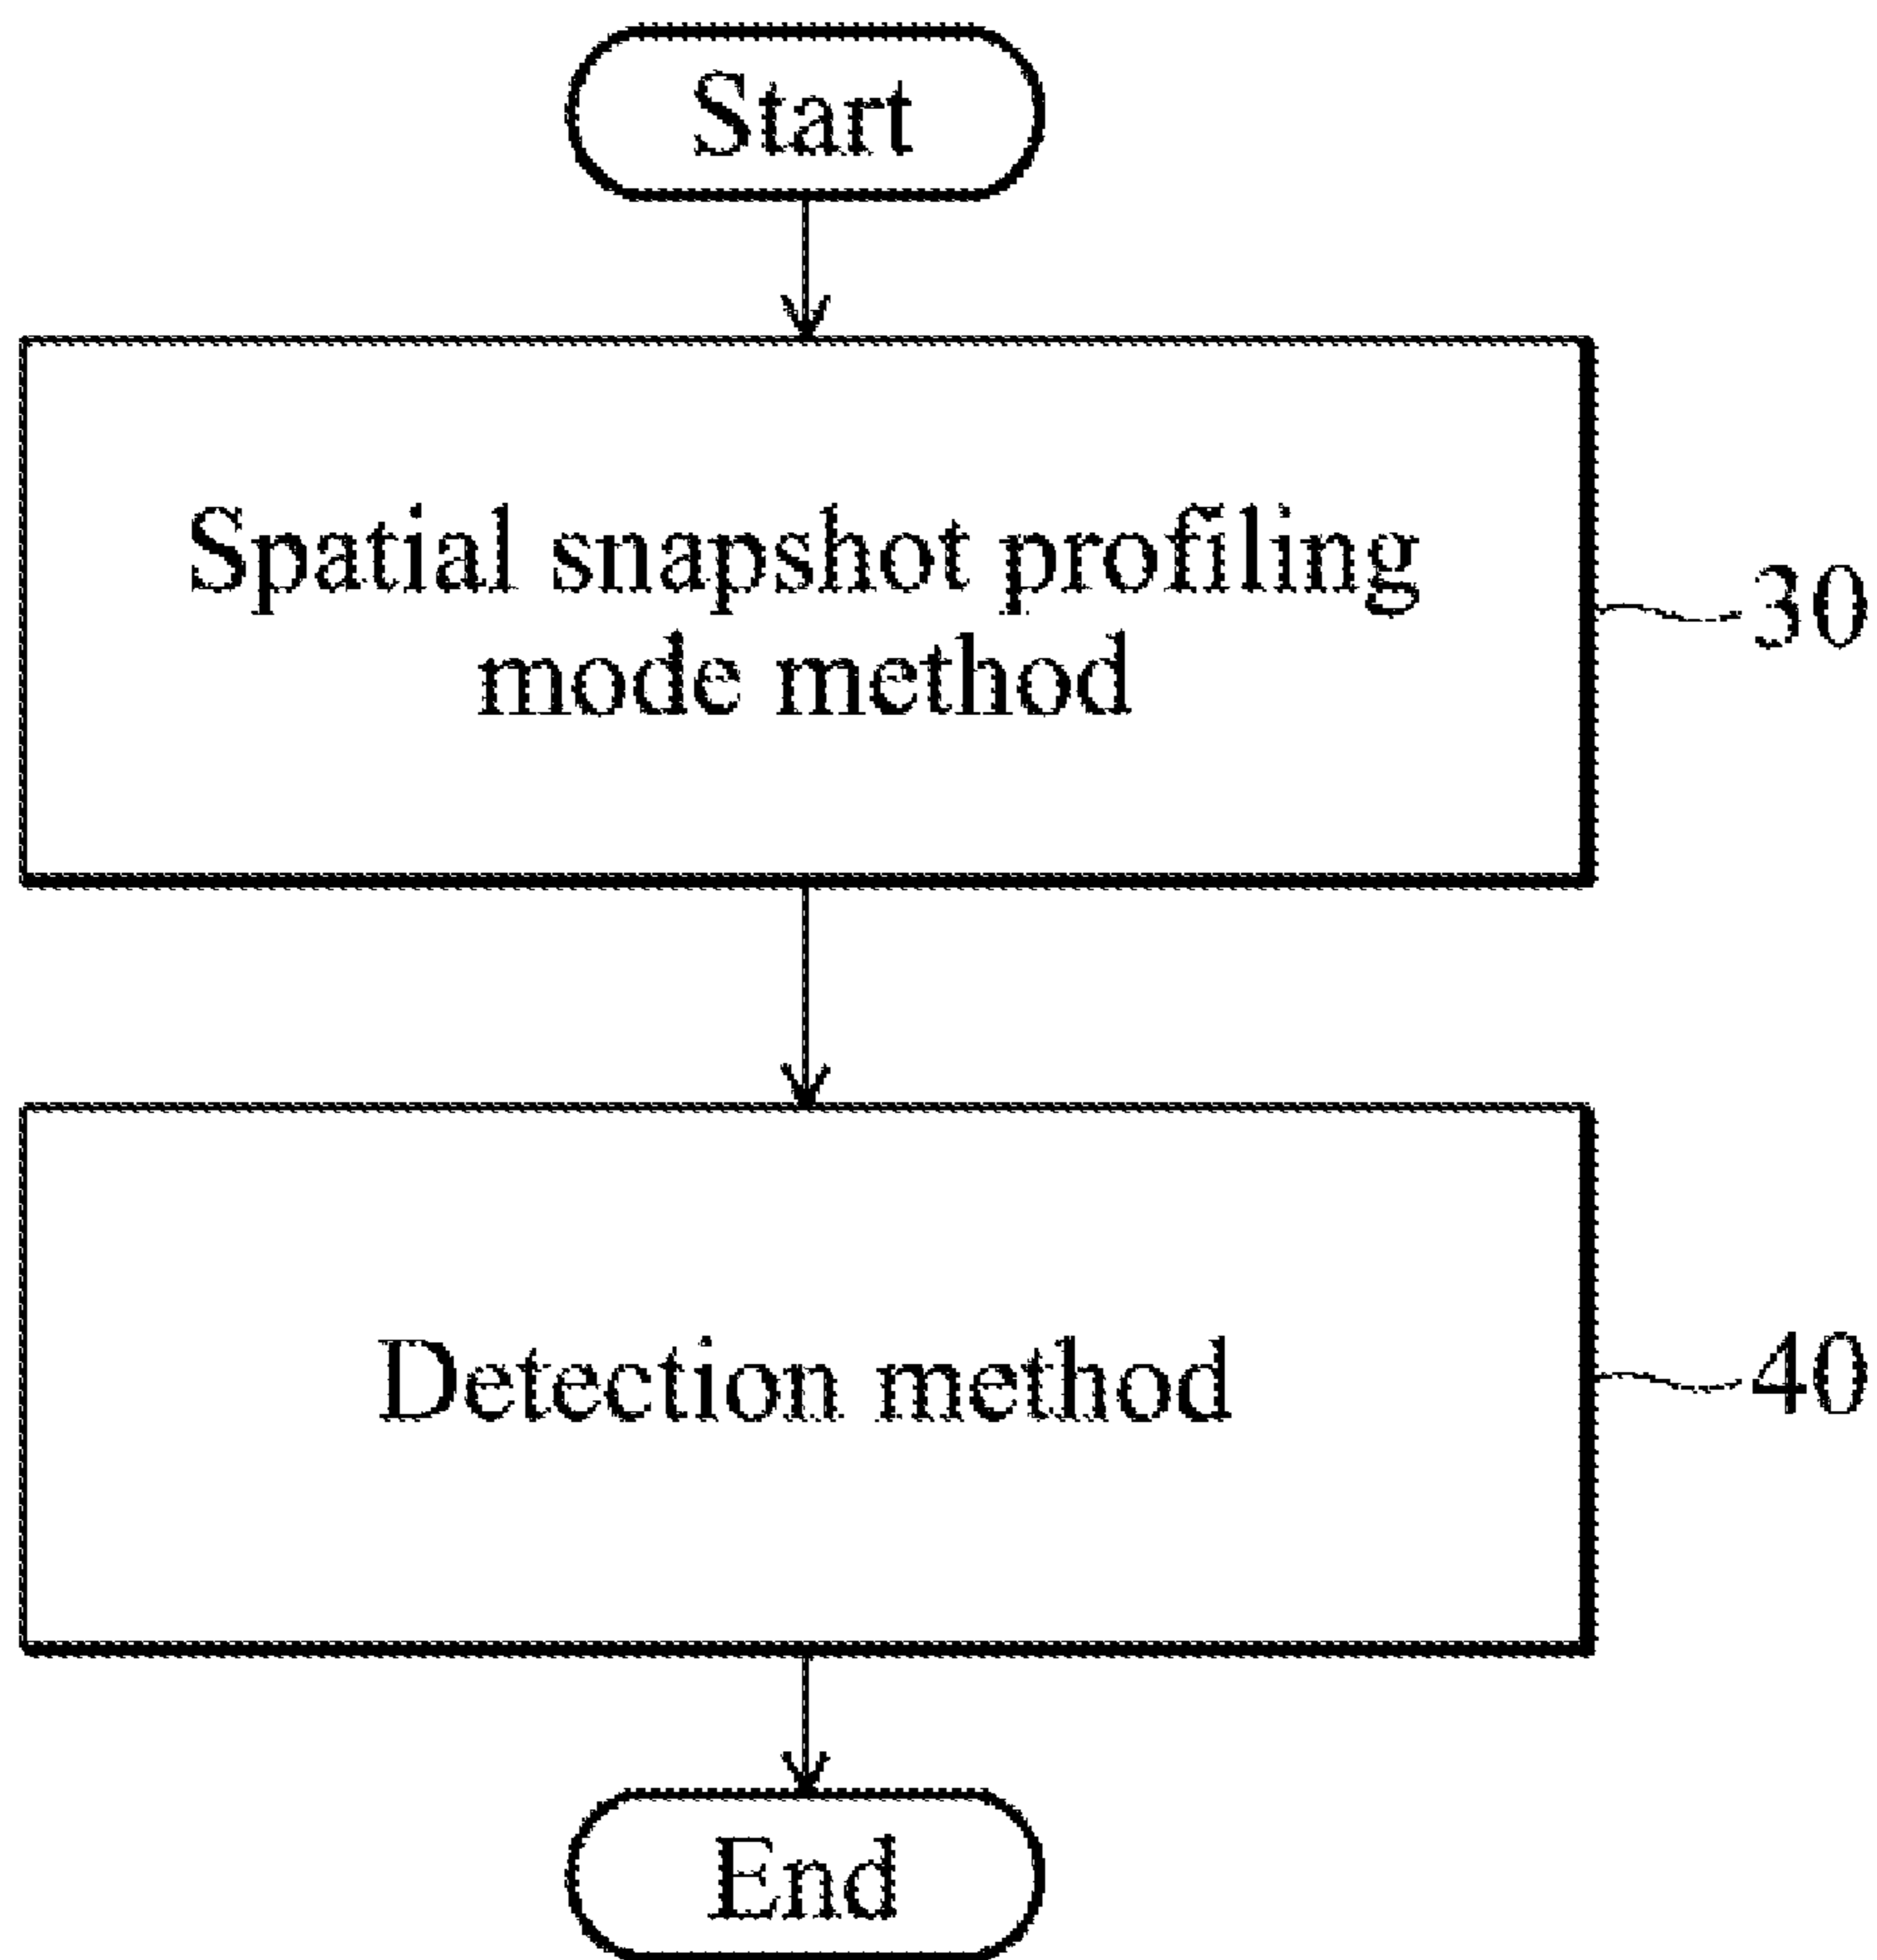 Start
Spatial snapshot profiling
mode method
30
Detection method
40
End